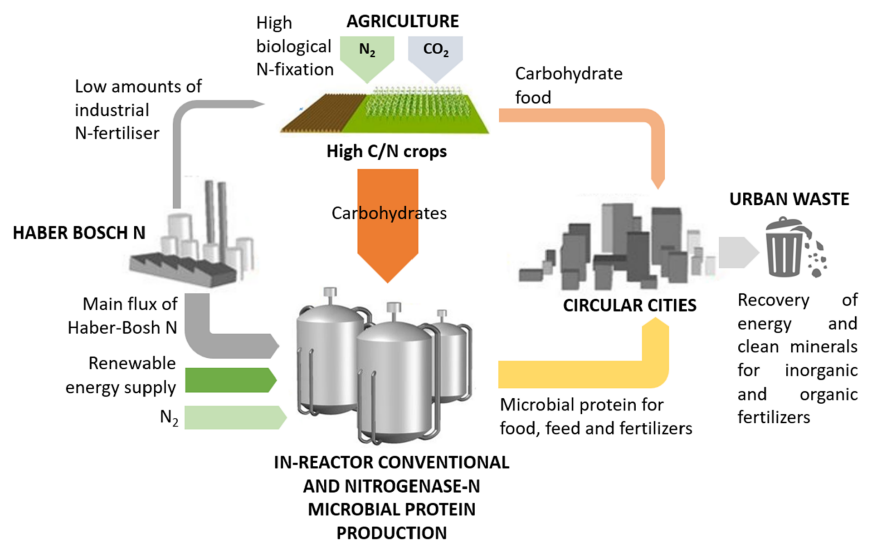 AGRICULTURE
High
biological
N-fixation
N₂
CO₂
Low amounts of
industrial
N-fertiliser
High C/N crops
Carbohydrate
food
HABER BOSCH N
Carbohydrates
URBAN WASTE
CIRCULAR CITIES
Main flux of
Haber-Bosh N
Renewable
energy supply
N₂
Recovery of
energy and
clean minerals
for inorganic
and organic
fertilizers
Microbial protein for
food, feed and fertilizers
IN-REACTOR CONVENTIONAL
AND NITROGENASE-N
MICROBIAL PROTEIN
PRODUCTION